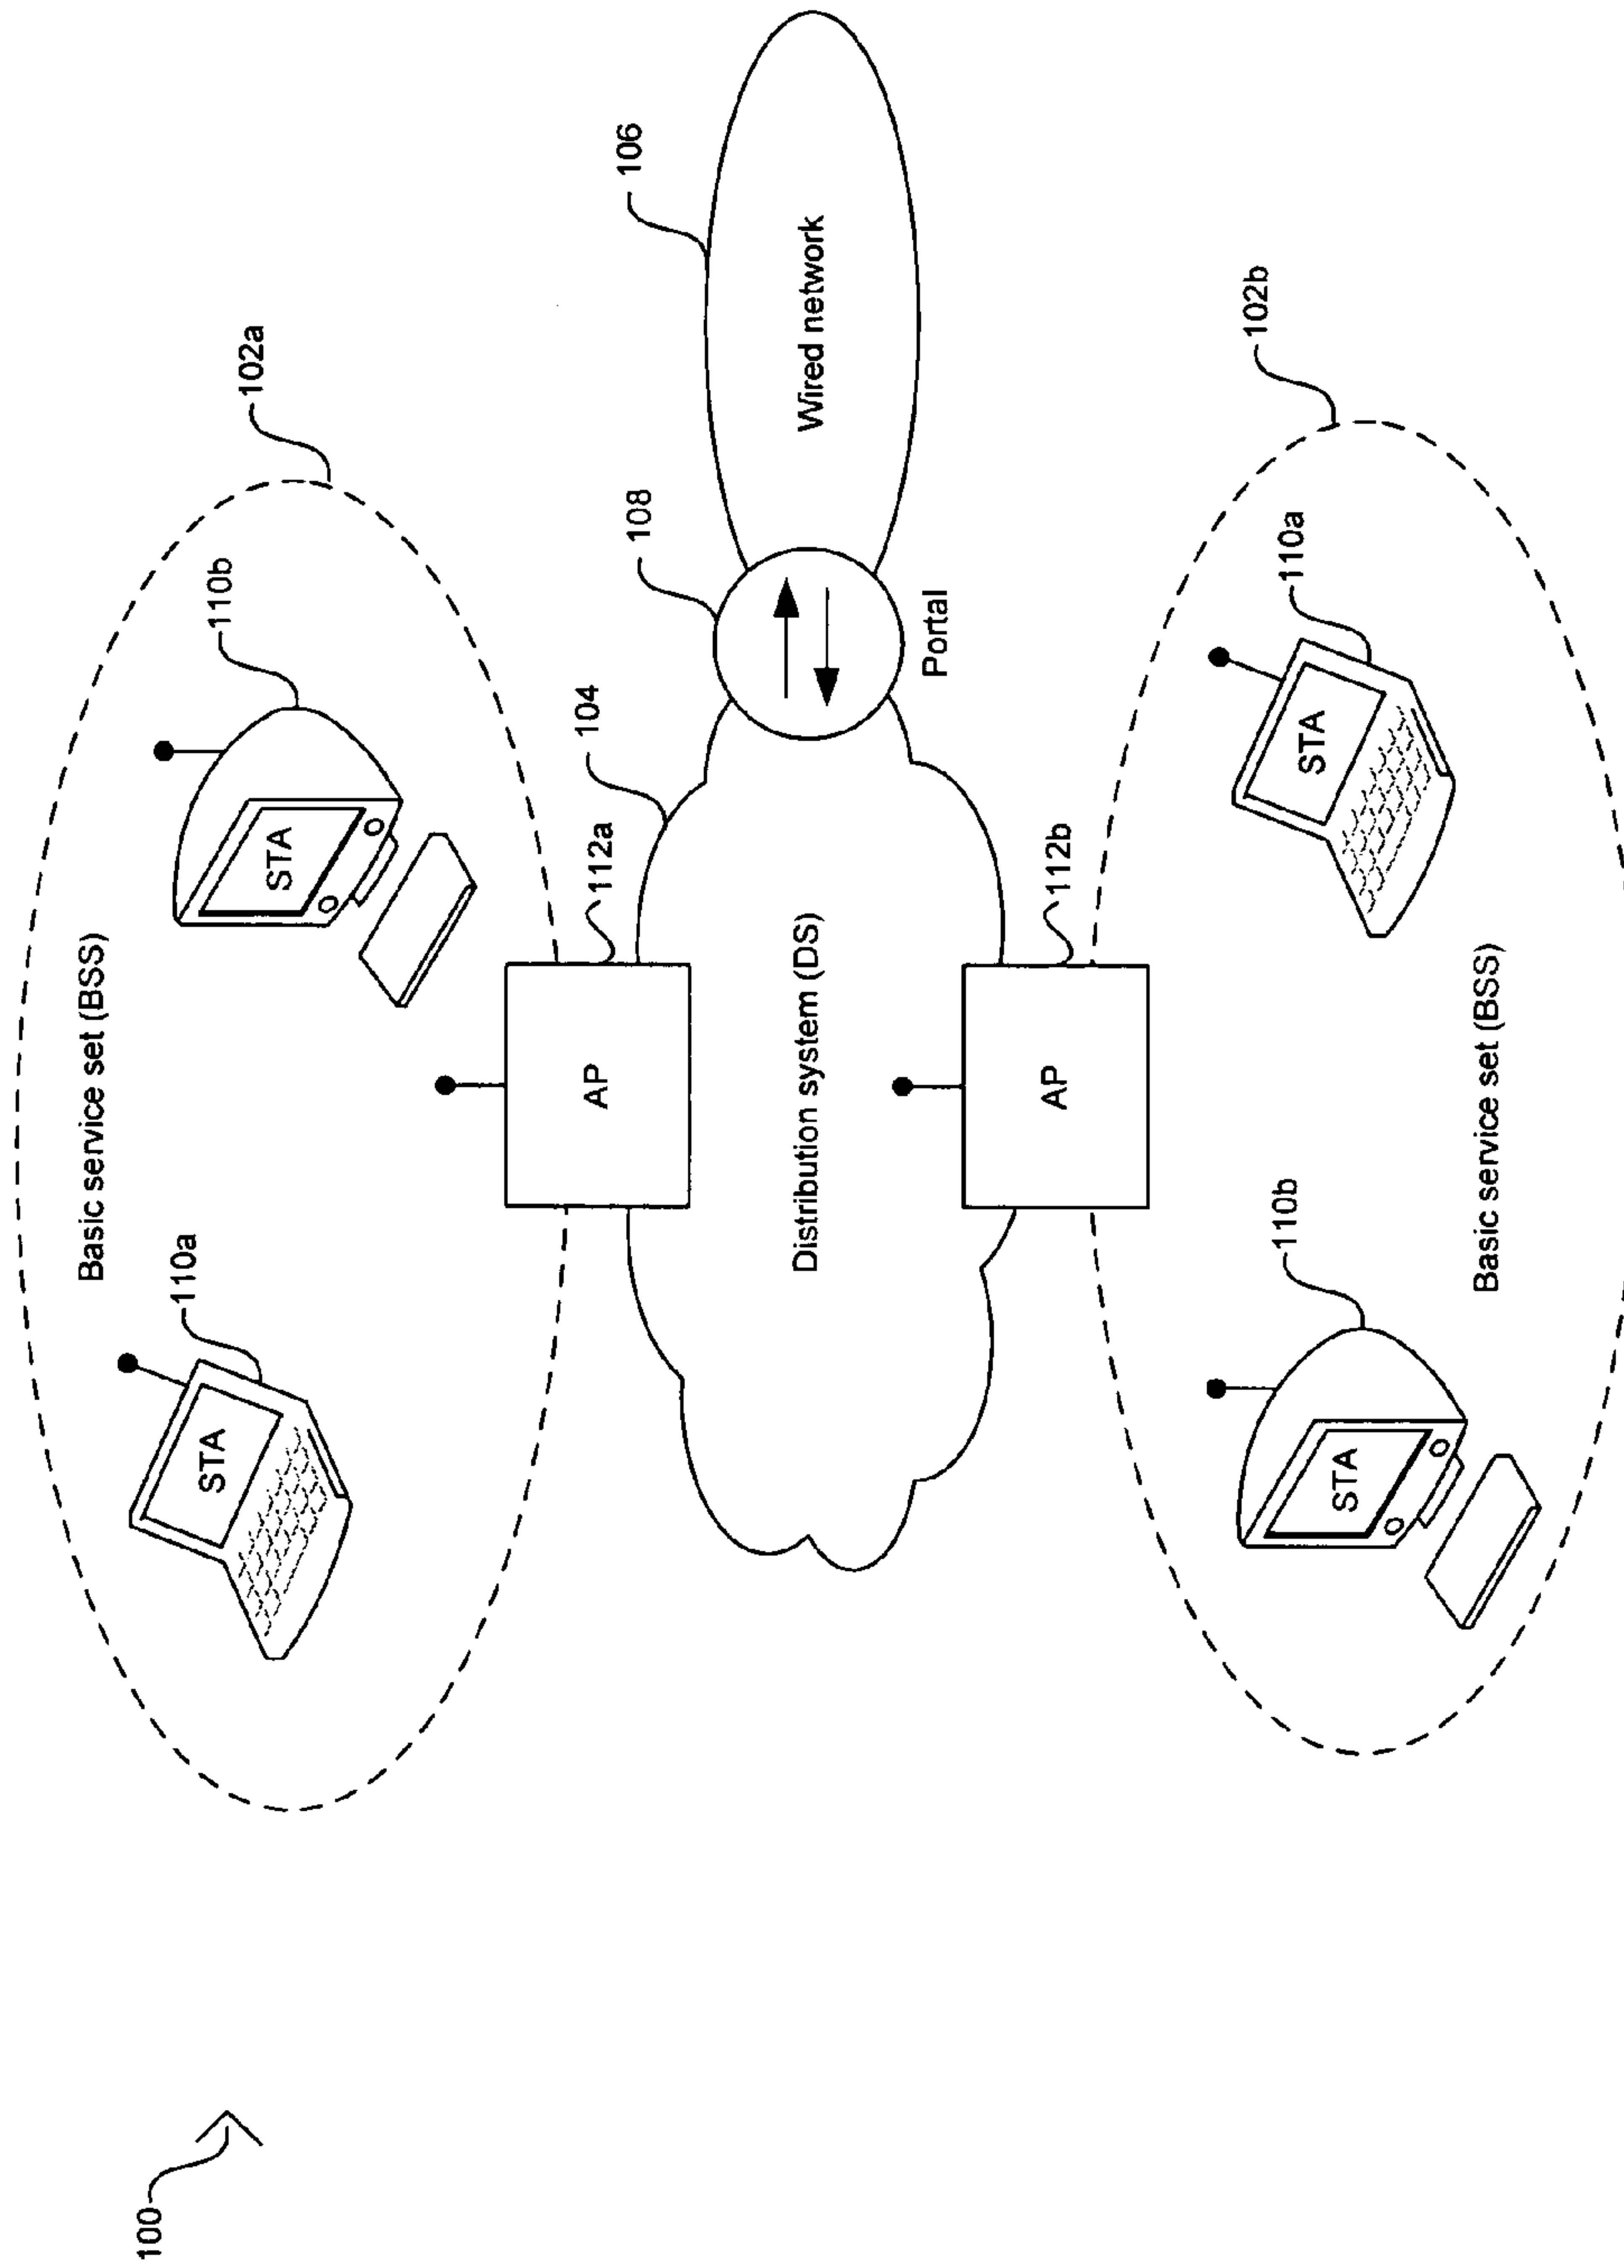 100
Basic service set (BSS)
102a
110a
STA
110b
STA
AP
112a
104
108
106
Distribution system (DS)
Wired network
Portal
AP
112b
102b
110b
STA
110a
STA
Basic service set (BSS)